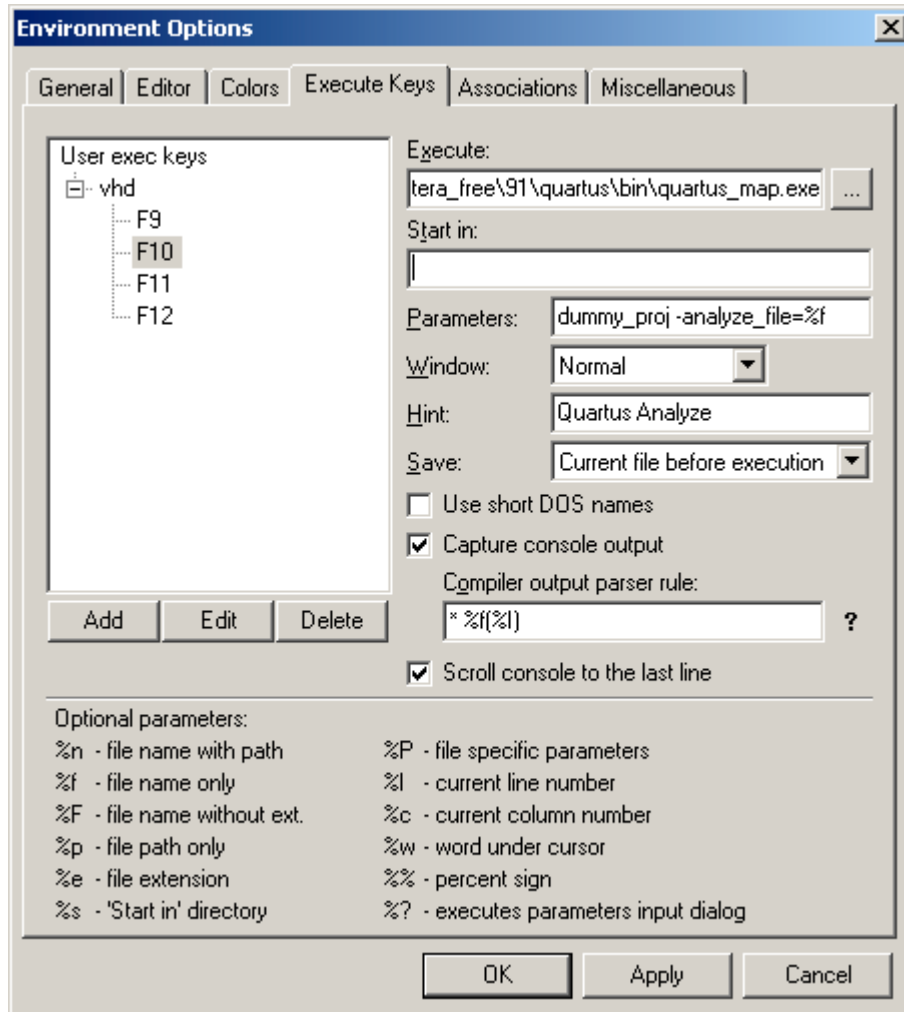 Environment Options
General Editor Colors Execute Keys Associations Miscellaneous
User exec keys
vhd
F9
F10
F11
F12
Add Edit Delete
Execute:
tera_free\91\quartus\bin\quartus_map.exe ...
Start in:
Parameters: dummy_proj -analyze_file=%f
Window: Normal
Hint: Quartus Analyze
Save: Current file before execution
Use short DOS names
Capture console output
Compiler output parser rule:
* %f(%l) ?
Scroll console to the last line
Optional parameters:
%n - file name with path
%f - file name only
%F - file name without ext.
%p - file path only
%e - file extension
%s - 'Start in' directory
%P - file specific parameters
%l - current line number
%c - current column number
%w - word under cursor
%% - percent sign
%? - executes parameters input dialog
OK Apply Cancel